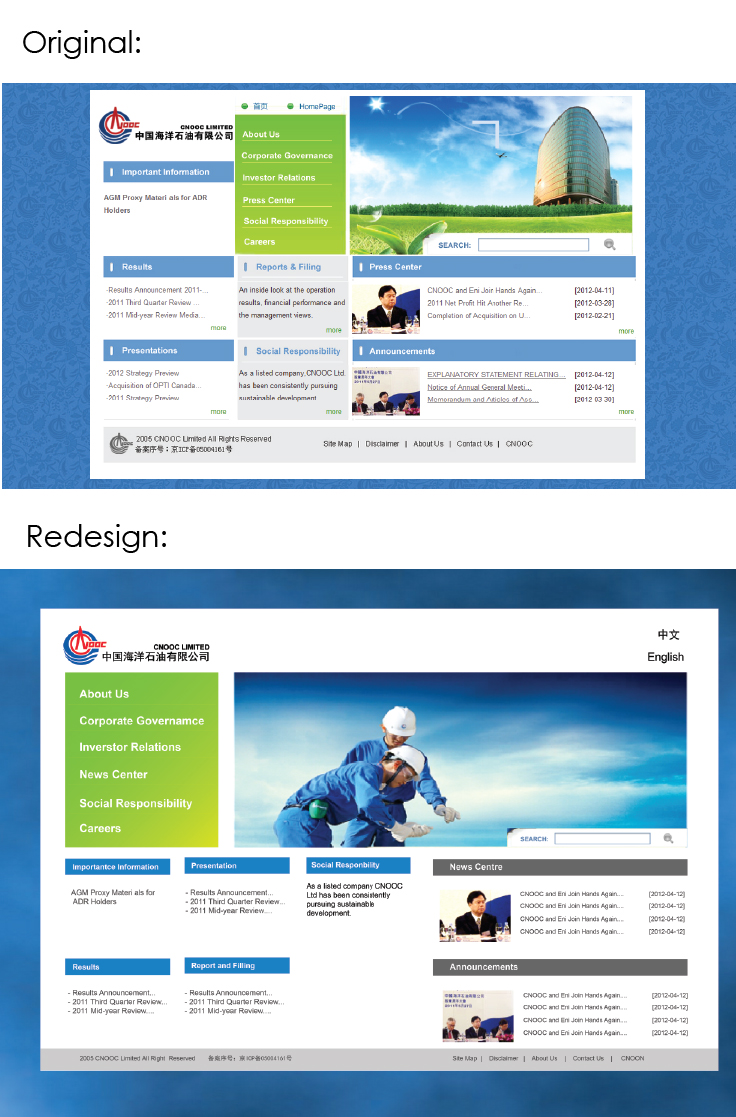 Original:
首页 HomePage
CNOOC LIMITED
中国海洋石油有限公司
About Us
Corporate Governance
Investor Relations
Press Center
Social Responsibility
Careers
Important Information
AGM Proxy Materi als for ADR
Holders
SEARCH:
Results
-Results Announcement 2011-...
-2011 Third Quarter Review ...
-2011 Mid-year Review Media...
more
Reports & Filing
An inside look at the operation
results, financial performance and
the management views.
more
Press Center
CNOOC and Eni Join Hands Again... [2012-04-11]
2011 Net Profit Hit Another Re... [2012-03-28]
Completion of Acquisition on U... [2012-02-21]
more
Presentations
-2012 Strategy Preview
-Acquisition of OPTI Canada...
-2011 Strategy Preview
more
Social Responsibility
As a listed company,CNOOC Ltd.
has been consistently pursuing
sustainable development
more
Announcements
EXPLANATORY STATEMENT RELATING... [2012-04-12]
Notice of Annual General Meeti... [2012-04-12]
Memorandum and Articles of Ass... [2012-03-30]
more
2005 CNOOC Limited All Rights Reserved
备案序号：京ICP备05004161号
Site Map | Disclaimer | About Us | Contact Us | CNOOC
Redesign:
CNOOC LIMITED
中国海洋石油有限公司
中文
English
About Us
Corporate Governamce
Inverstor Relations
News Center
Social Responsibility
Careers
SEARCH:
Importantce Information
AGM Proxy Materi als for
ADR Holders
Presentation
- Results Announcement...
- 2011 Third Quarter Review...
- 2011 Mid-year Review....
Social Responbility
As a listed company CNOOC
Ltd has been consistently
pursuing sustainable
development.
News Centre
CNOOC and Eni Join Hands Again.... [2012-04-12]
CNOOC and Eni Join Hands Again.... [2012-04-12]
CNOOC and Eni Join Hands Again.... [2012-04-12]
CNOOC and Eni Join Hands Again.... [2012-04-12]
Results
- Results Announcement...
- 2011 Third Quarter Review...
- 2011 Mid-year Review....
Report and Filling
- Results Announcement...
- 2011 Third Quarter Review...
- 2011 Mid-year Review....
Announcements
CNOOC and Eni Join Hands Again.... [2012-04-12]
CNOOC and Eni Join Hands Again.... [2012-04-12]
CNOOC and Eni Join Hands Again.... [2012-04-12]
CNOOC and Eni Join Hands Again.... [2012-04-12]
2005 CNOOC Limited All Right Reserved 备案序号：京ICP备05004161号
Site Map | Disclaimer | About Us | Contact Us | CNOON